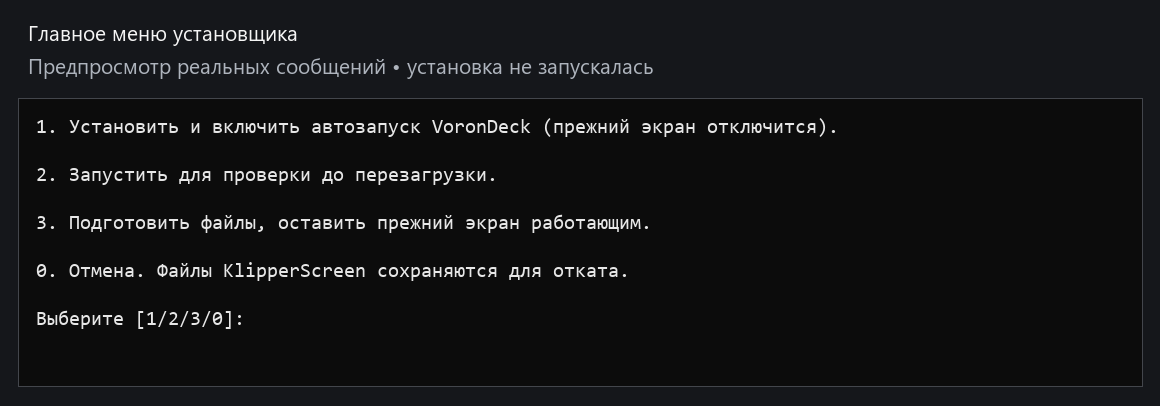 Главное меню установщика
Предпросмотр реальных сообщений • установка не запускалась
1. Установить и включить автозапуск VoronDeck (прежний экран отключится).
2. Запустить для проверки до перезагрузки.
3. Подготовить файлы, оставить прежний экран работающим.
0. Отмена. Файлы KlipperScreen сохраняются для отката.
Выберите [1/2/3/0]: